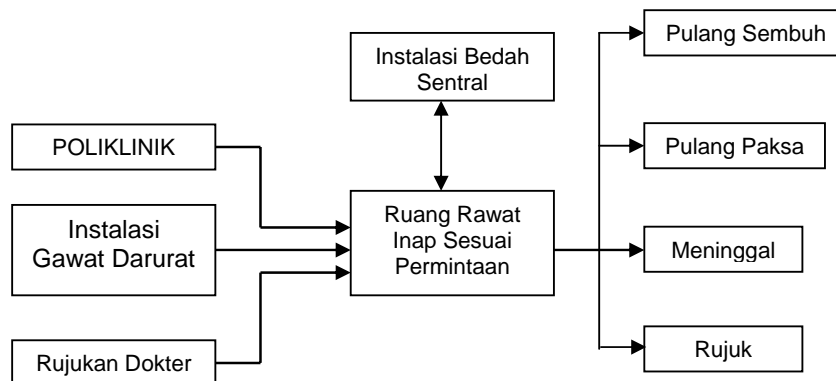 Pulang Sembuh
Instalasi Bedah
Sentral
POLIKLINIK
Pulang Paksa
Instalasi
Gawat Darurat
Ruang Rawat
Inap Sesuai
Permintaan
Meninggal
Rujukan Dokter
Rujuk